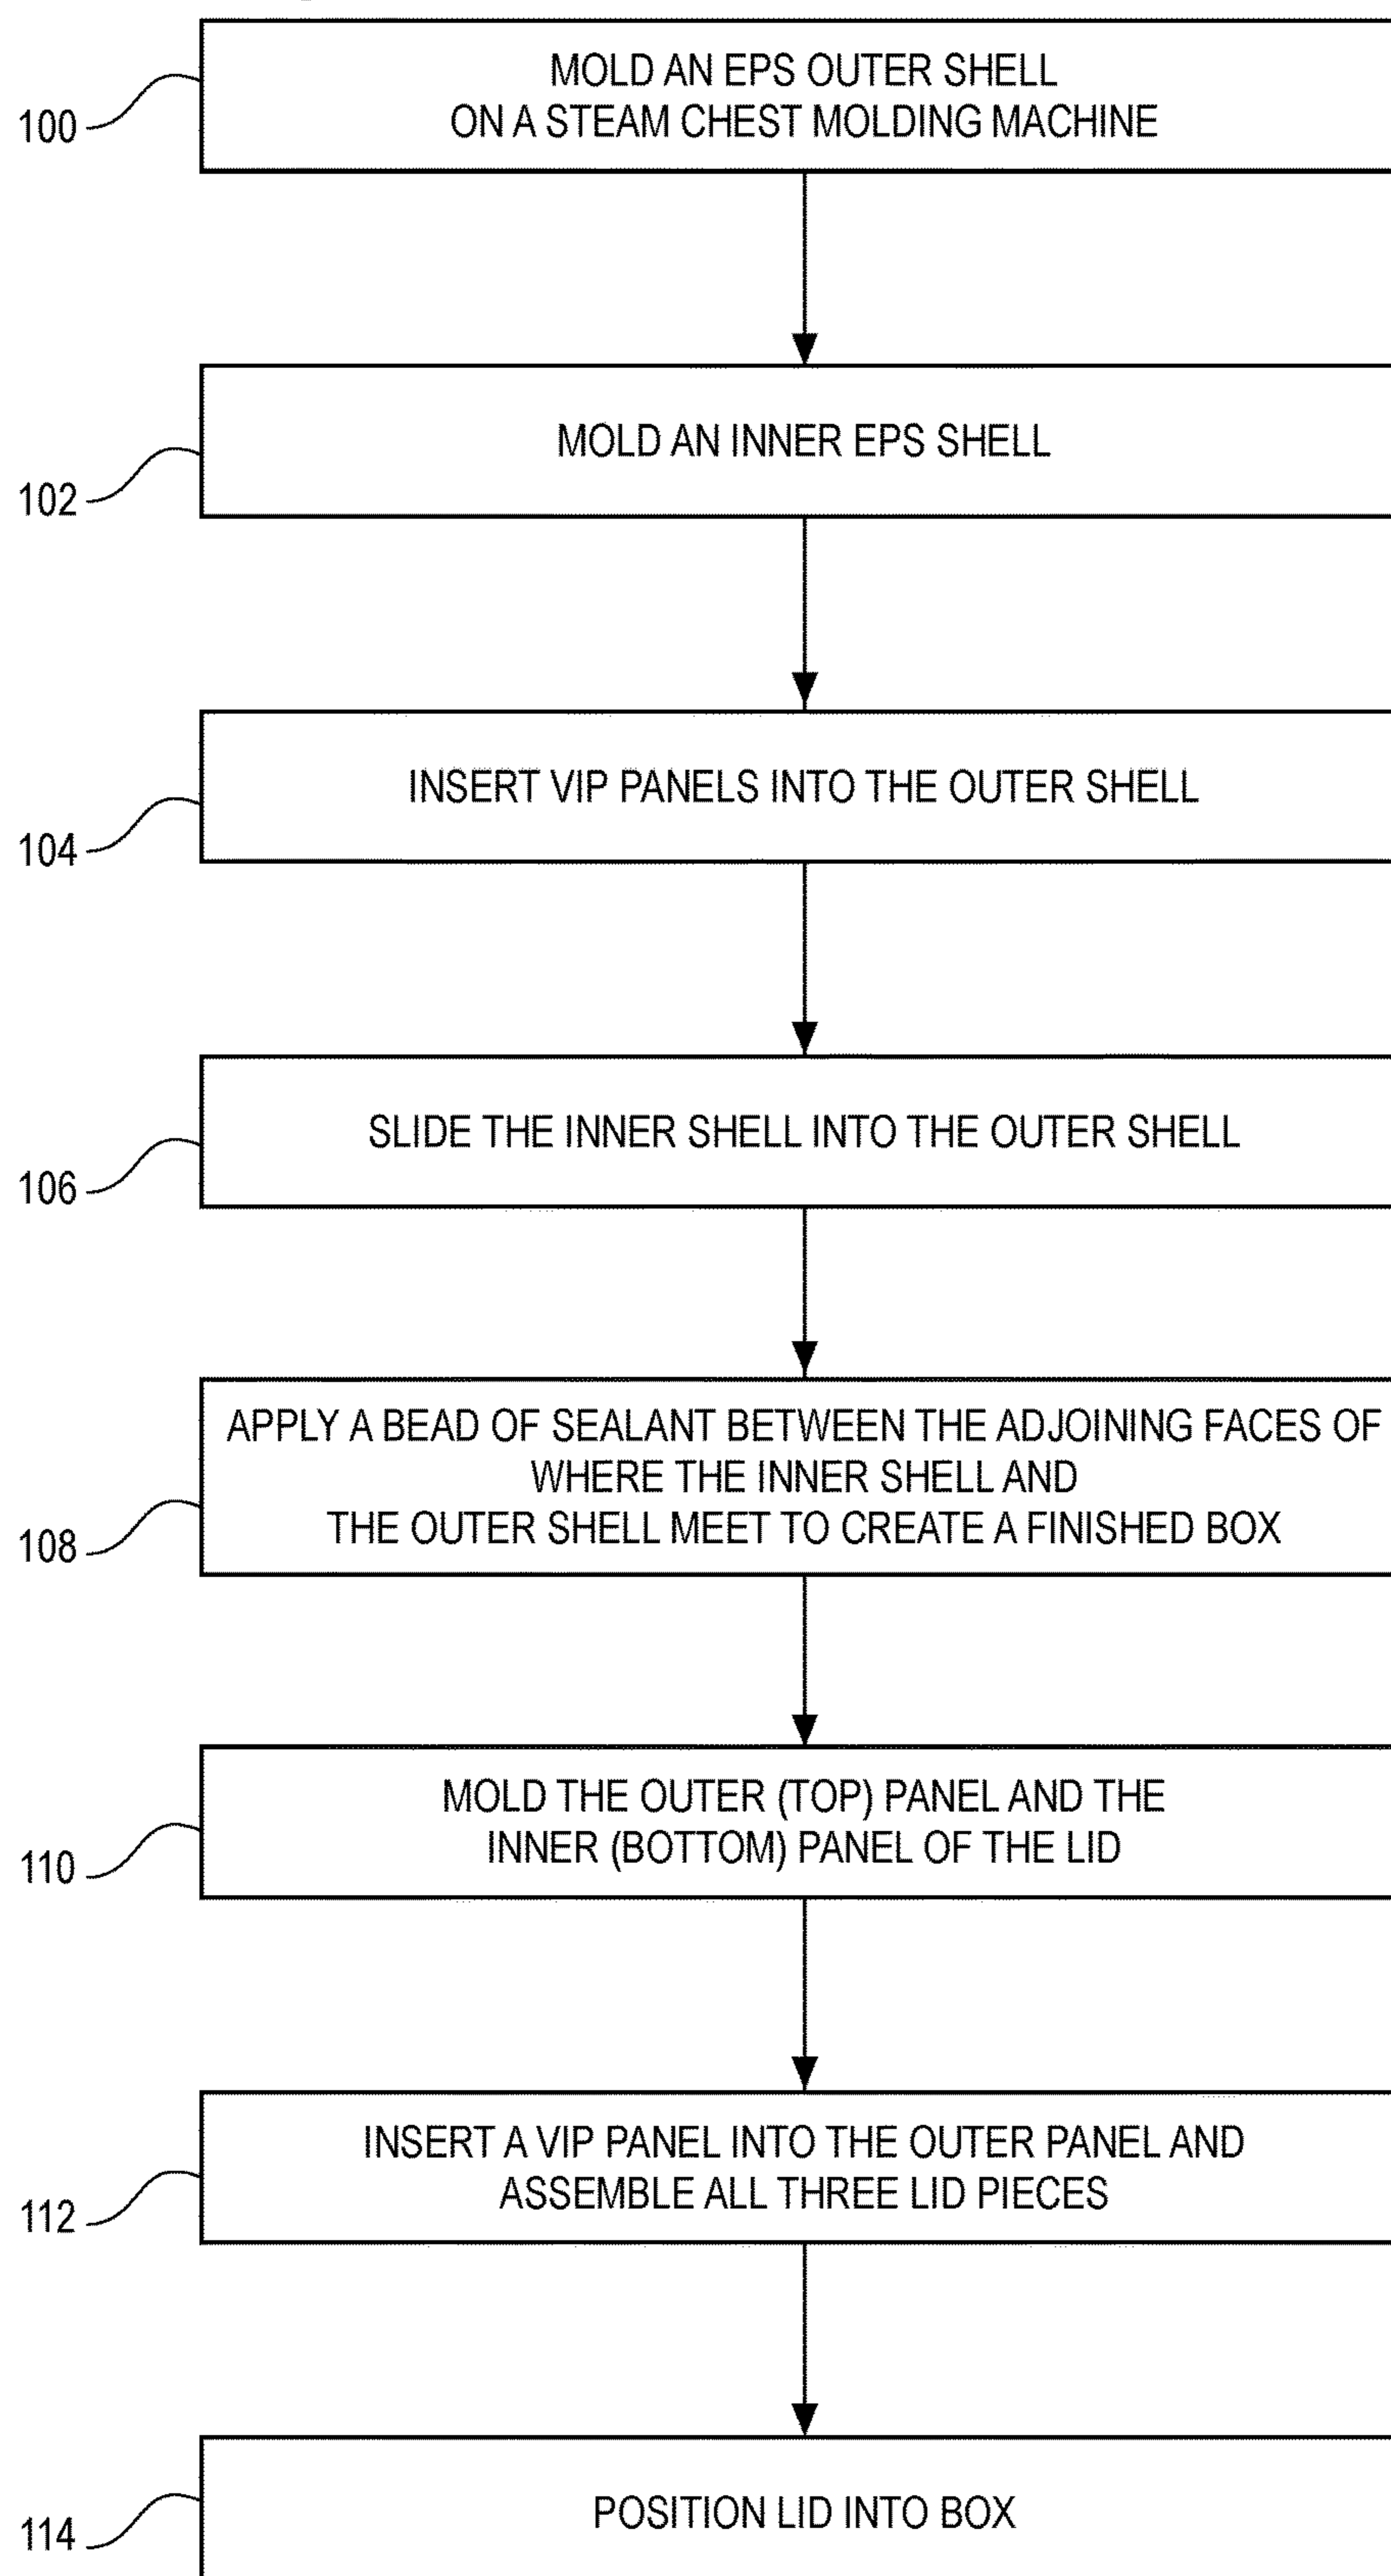 100
MOLD AN EPS OUTER SHELL
ON A STEAM CHEST MOLDING MACHINE
102
MOLD AN INNER EPS SHELL
104
INSERT VIP PANELS INTO THE OUTER SHELL
106
SLIDE THE INNER SHELL INTO THE OUTER SHELL
108
APPLY A BEAD OF SEALANT BETWEEN THE ADJOINING FACES OF
WHERE THE INNER SHELL AND
THE OUTER SHELL MEET TO CREATE A FINISHED BOX
110
MOLD THE OUTER (TOP) PANEL AND THE
INNER (BOTTOM) PANEL OF THE LID
112
INSERT A VIP PANEL INTO THE OUTER PANEL AND
ASSEMBLE ALL THREE LID PIECES
114
POSITION LID INTO BOX